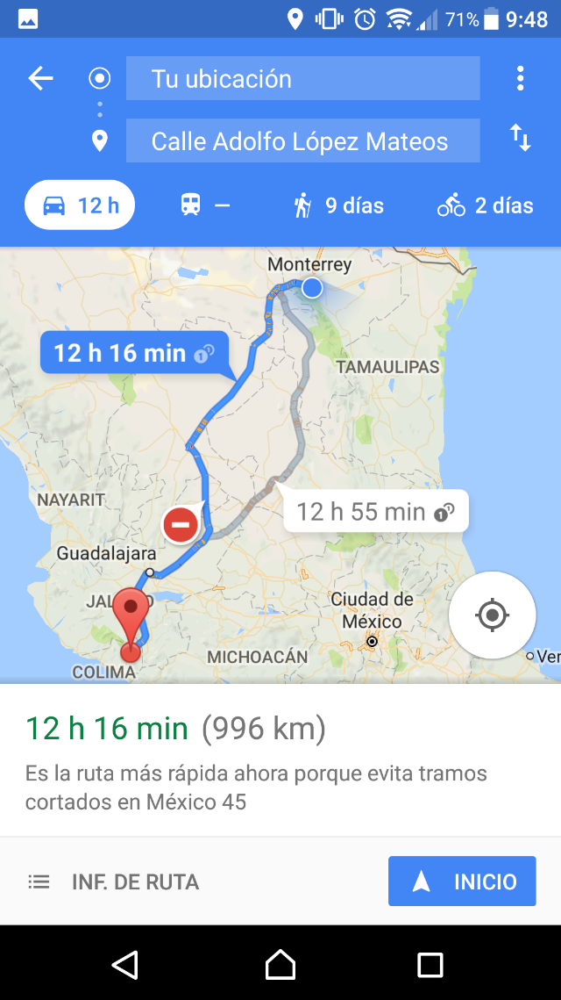 71% 9:48
Tu ubicación
Calle Adolfo López Mateos
12 h
—
9 días
2 días
Monterrey
12 h 16 min
TAMAULIPAS
NAYARIT
12 h 55 min
Guadalajara
JAL O
Ciudad de
México
MICHOACÁN
Ver
COLIMA
12 h 16 min (996 km)
Es la ruta más rápida ahora porque evita tramos
cortados en México 45
INF. DE RUTA
INICIO